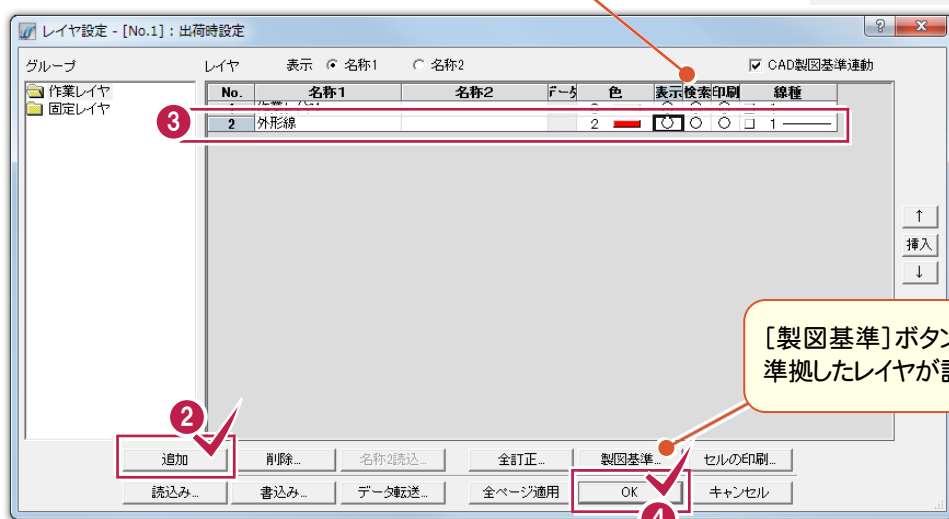 レイヤ設定 - [No.1] : 出荷時設定
グループ
レイヤ 表示 名称1 名称2 CAD製図基準連動
作業レイヤ
固定レイヤ
No. 名称1 名称2 データ 色 表示 検索 印刷 線種
2 外形線 2 ○ ○ ○ □ 1
3
↑
挿入
↓
[製図基準]ボタン
準拠したレイヤが
2
追加 削除... 名称2読込... 全訂正... 製図基準... セルの印刷...
読込み... 書込み... データ転送... 全ページ適用 OK キャンセル
4